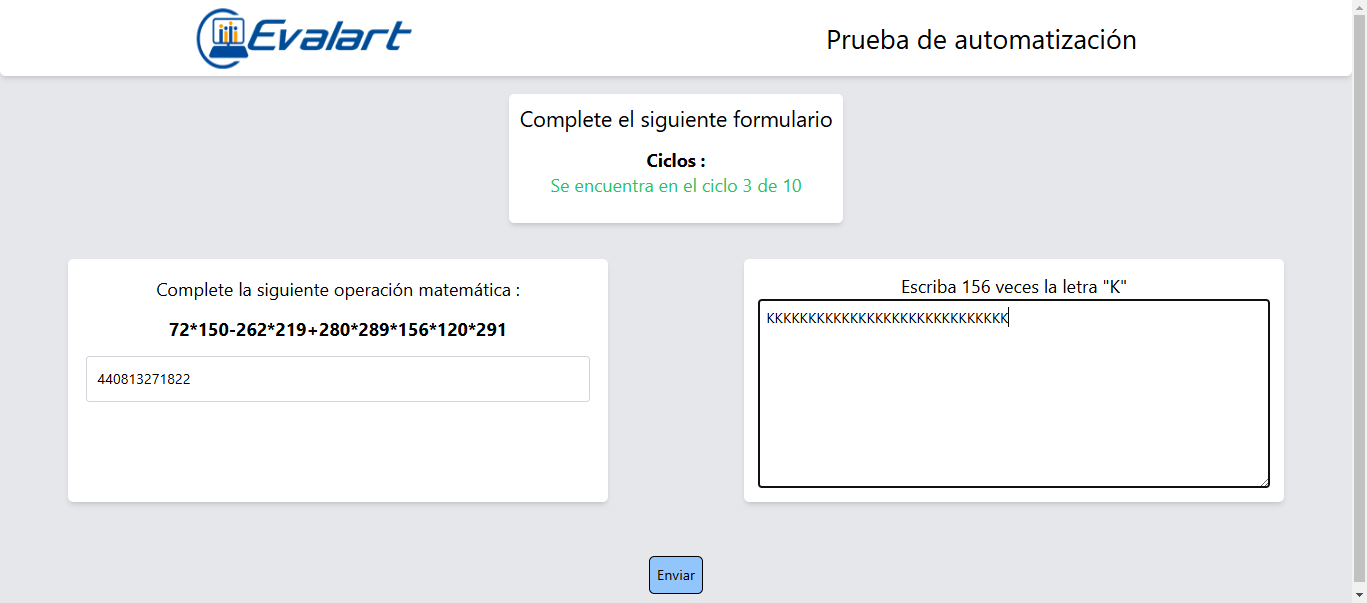 Evalart
Prueba de automatización
Complete el siguiente formulario
Ciclos :
Se encuentra en el ciclo 3 de 10
Complete la siguiente operación matemática :
72*150-262*219+280*289*156*120*291
440813271822
Escriba 156 veces la letra "K"
KKKKKKKKKKKKKKKKKKKKKKKKKKKKK
Enviar